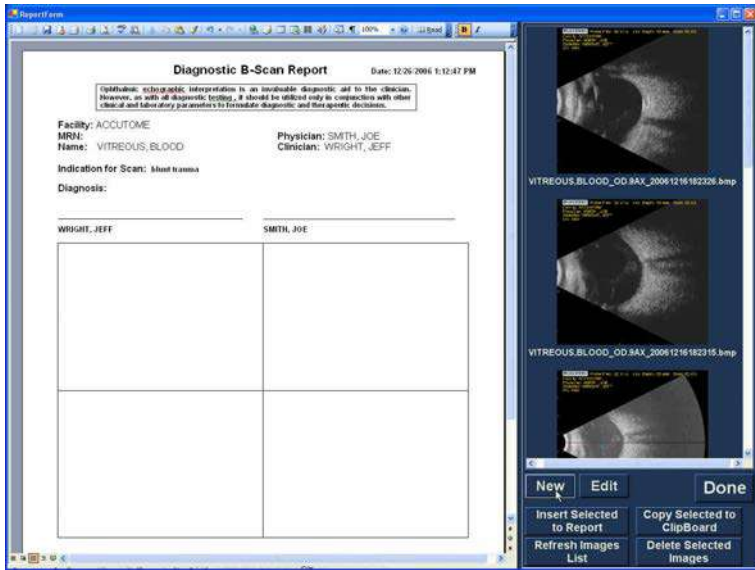 ReportForm
100%
Read
Diagnostic B-Scan Report
Date: 12/26/2006 1:12:47 PM
Ophthalmic echographic interpretation is an invaluable diagnostic aid to the clinician.
However, as with all diagnostic testing , it should be utilized only in conjunction with other
clinical and laboratory parameters to formulate diagnostic and therapeutic decisions.
Facility: ACCUTOME
MRN:
Physician: SMITH, JOE
Name: VITREOUS, BLOOD
Clinician: WRIGHT, JEFF
Indication for Scan: blunt trauma
Diagnosis:
WRIGHT, JEFF
SMITH, JOE
VITREOUS,BLOOD_OD.9AX_20061216182326.bmp
VITREOUS,BLOOD_OD.9AX_20061216182315.bmp
New
Edit
Done
Insert Selected
to Report
Copy Selected to
ClipBoard
Refresh Images
List
Delete Selected
Images